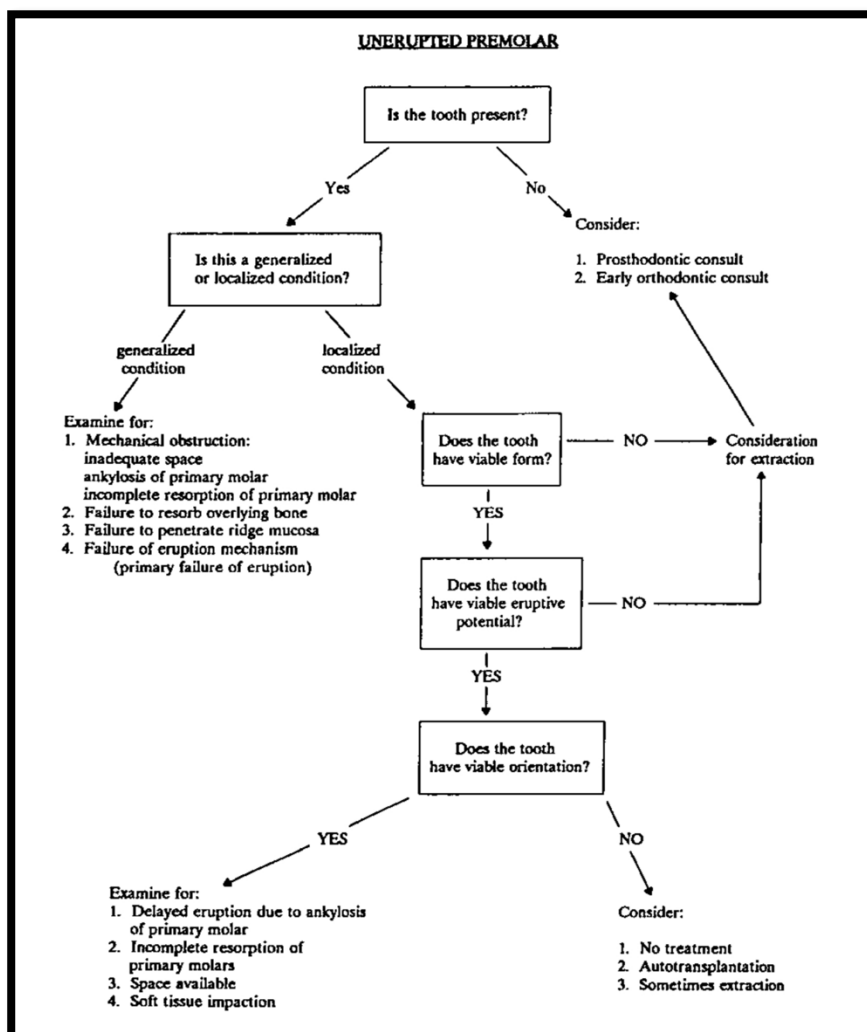 UNERUPTED PREMOLAR
Is the tooth present?
Yes
No
Is this a generalized
or localized condition?
Consider:
1. Prosthodontic consult
2. Early orthodontic consult
generalized
condition
localized
condition
Examine for:
1. Mechanical obstruction:
inadequate space
ankylosis of primary molar
incomplete resorption of primary molar
2. Failure to resorb overlying bone
3. Failure to penetrate ridge mucosa
4. Failure of eruption mechanism
(primary failure of eruption)
Does the tooth
have viable form?
NO
Consideration
for extraction
YES
Does the tooth
have viable eruptive
potential?
NO
YES
Does the tooth
have viable orientation?
YES
NO
Examine for:
1. Delayed eruption due to ankylosis
of primary molar
2. Incomplete resorption of
primary molars
3. Space available
4. Soft tissue impaction
Consider:
1. No treatment
2. Autotransplantation
3. Sometimes extraction